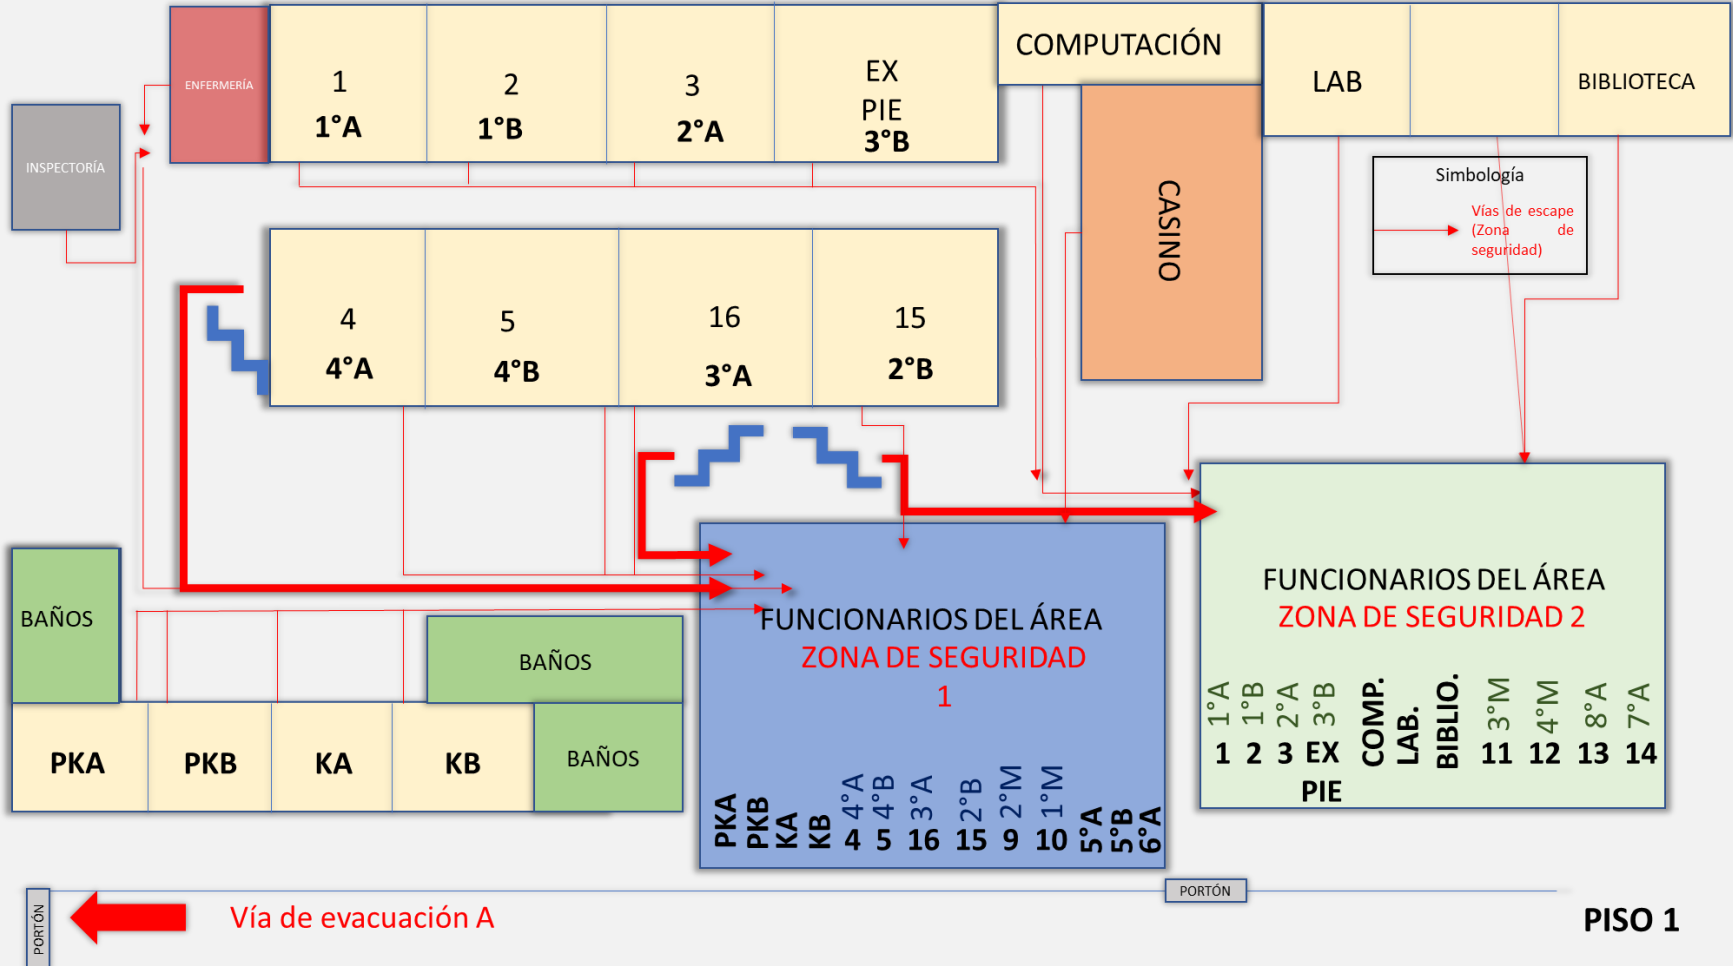 ENFERMERÍA
1
1°A
2
1°B
3
2°A
EX
PIE
3°B
COMPUTACIÓN
LAB
BIBLIOTECA
INSPECTORÍA
CASINO
Simbología
Vías de escape
(Zona de
seguridad)
4
4°A
5
4°B
16
3°A
15
2°B
BAÑOS
BAÑOS
BAÑOS
PKA
PKB
KA
KB
FUNCIONARIOS DEL ÁREA
ZONA DE SEGURIDAD
1
PKA
PKB
KA
KB
4°A
4
4°B
5
3°A
16
2°B
15
2°M
9
1°M
10
5°A
5°B
6°A
FUNCIONARIOS DEL ÁREA
ZONA DE SEGURIDAD 2
1°A
1
1°B
2
2°A
3
3°B
EX
PIE
COMP.
LAB.
BIBLIO.
3°M
11
4°M
12
8°A
13
7°A
14
PORTÓN
PORTÓN
Vía de evacuación A
PISO 1